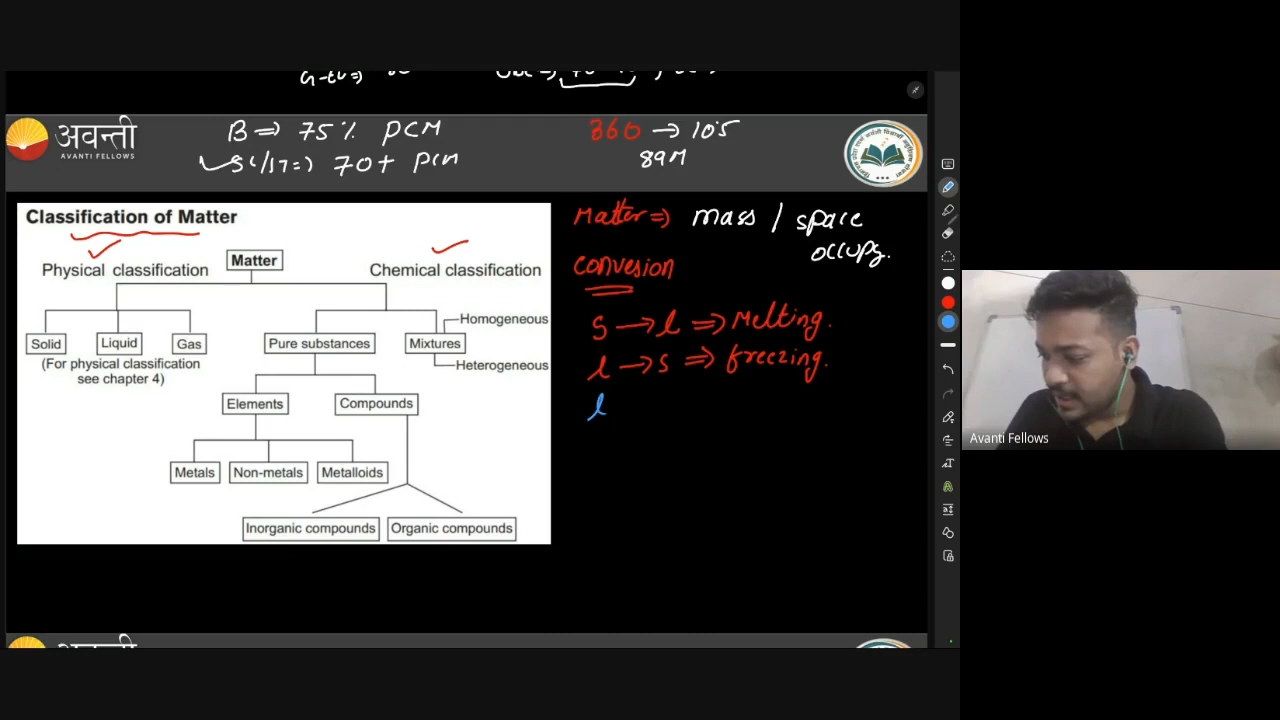 अवन्ती
AVANTI FELLOWS
B ⇒ 75% PCM
360 → 105
89M
70+ PCM
Classification of Matter
Matter ⇒ mass / space
occupy.
Physical classification
Matter
Chemical classification
convesion
Solid
Liquid
Gas
Pure substances
Mixtures
Homogeneous
Heterogeneous
(For physical classification
see chapter 4)
S → l ⇒ Melting.
l → s ⇒ freezing.
l
Elements
Compounds
Metals
Non-metals
Metalloids
Inorganic compounds
Organic compounds
Avanti Fellows